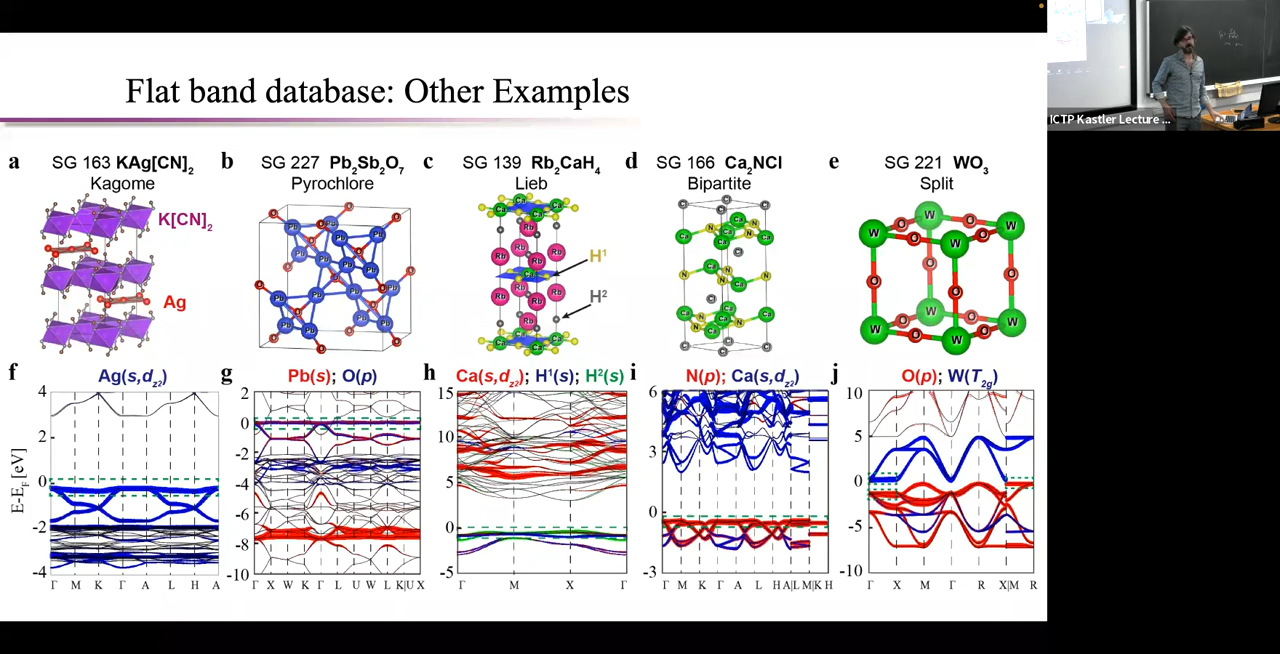 Flat band database: Other Examples
ICTP Kastler Lecture ...
a SG 163 KAg[CN]₂
Kagome
K[CN]₂
Ag
b SG 227 Pb₂Sb₂O₇
Pyrochlore
c SG 139 Rb₂CaH₄
Lieb
H¹
H²
d SG 166 Ca₂NCl
Bipartite
e SG 221 WO₃
Split
f Ag(s,d_z²)
E-E_F [eV]
4
2
0
-2
-4
Γ M K Γ A L H A
g Pb(s); O(p)
2
0
-2
-4
-6
-8
-10
Γ X W K Γ L U W L K|U X
h Ca(s,d_z²); H¹(s); H²(s)
15
10
5
0
-5
Γ M X Γ
i N(p); Ca(s,d_z²)
6
3
0
-3
Γ M K Γ A L H A|L M|K H
j O(p); W(T₂g)
10
5
0
-5
-10
Γ X M Γ R X|M R